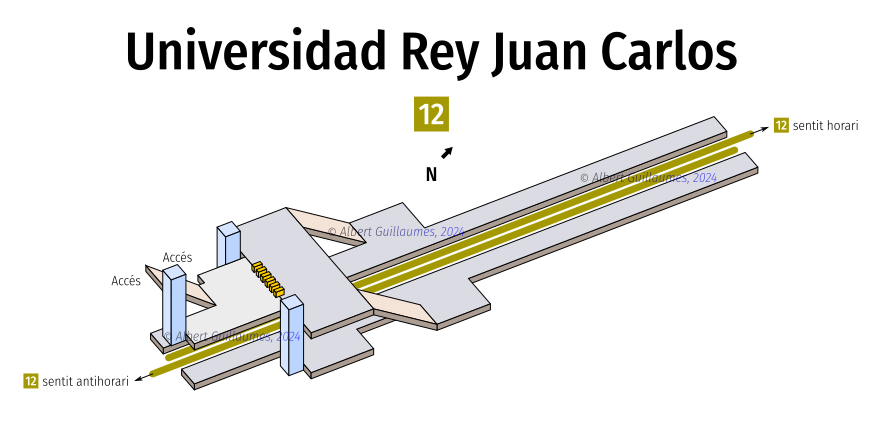 Universidad Rey Juan Carlos
12
12 sentit horari
N
© Albert Guillaumes, 2024
© Albert Guillaumes, 2024
Accés
Accés
© Albert Guillaumes, 2024
12 sentit antihorari